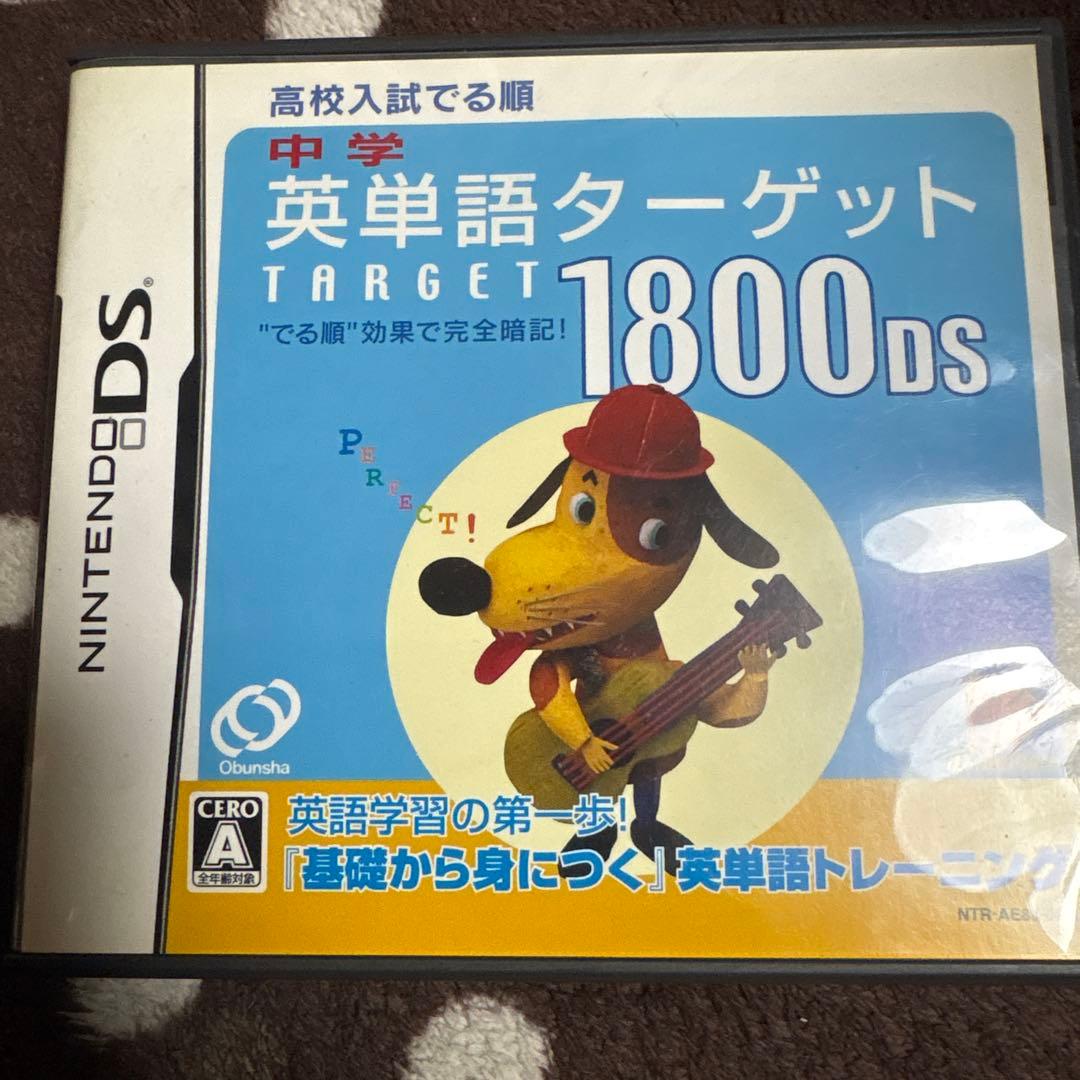 NINTENDO DS®
高校入試でる順
中学
英単語ターゲット
TARGET
1800DS
"でる順"効果で完全暗記!
PERFECT!
Obunsha
CERO
A
全年齢対象
英語学習の第一歩!
『基礎から身につく』英単語トレーニング